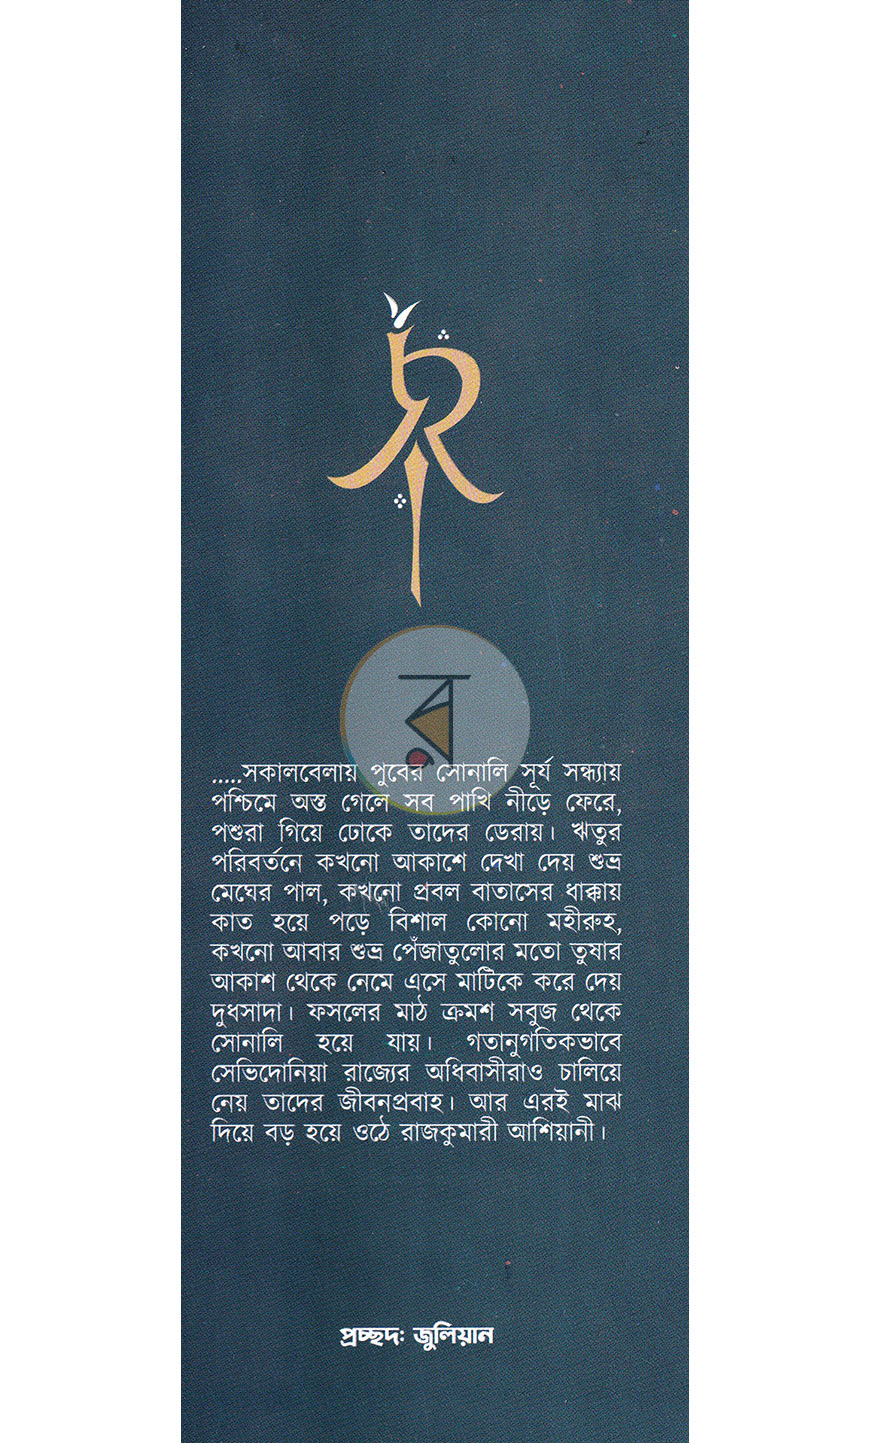 র
.....সকালবেলায় পুবের সোনালি সূর্য সন্ধ্যায়
পশ্চিমে অস্ত গেলে সব পাখি নীড়ে ফেরে,
পশুরা গিয়ে ঢোকে তাদের ডেরায়। ঋতুর
পরিবর্তনে কখনো আকাশে দেখা দেয় শুভ্র
মেঘের পাল, কখনো প্রবল বাতাসের ধাক্কায়
কাত হয়ে পড়ে বিশাল কোনো মহীরুহ,
কখনো আবার শুভ্র পেঁজাতুলোর মতো তুষার
আকাশ থেকে নেমে এসে মাটিকে করে দেয়
দুধসাদা। ফসলের মাঠ ক্রমশ সবুজ থেকে
সোনালি হয়ে যায়। গতানুগতিকভাবে
সেভিদোনিয়া রাজ্যের অধিবাসীরাও চালিয়ে
নেয় তাদের জীবনপ্রবাহ। আর এরই মাঝ
দিয়ে বড় হয়ে ওঠে রাজকুমারী আশিয়ানী।
প্রচ্ছদঃ জুলিয়ান